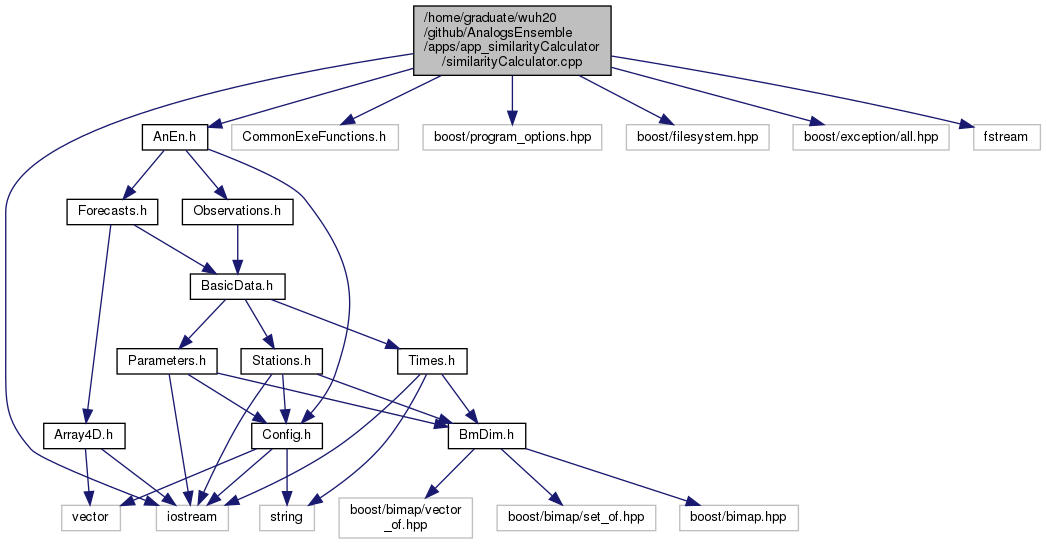 /home/graduate/wuh20
/github/AnalogsEnsemble
/apps/app_similarityCalculator
/similarityCalculator.cpp
AnEn.h
CommonExeFunctions.h
boost/program_options.hpp
boost/filesystem.hpp
boost/exception/all.hpp
fstream
Forecasts.h
Observations.h
BasicData.h
Parameters.h
Stations.h
Times.h
Array4D.h
Config.h
BmDim.h
vector
iostream
string
boost/bimap/vector
_of.hpp
boost/bimap/set_of.hpp
boost/bimap.hpp